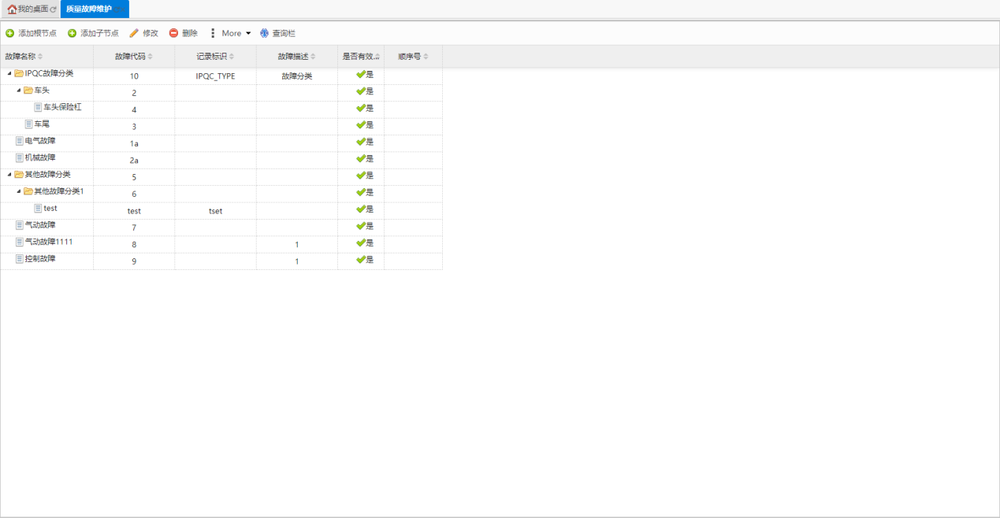 我的桌面 质量故障维护
添加根节点 添加子节点 修改 删除 More 查询栏
故障名称 故障代码 记录标识 故障描述 是否有效... 顺序号
IPQC故障分类 10 IPQC_TYPE 故障分类 是
车头 2 是
车头保险杠 4 是
车尾 3 是
电气故障 1a 是
机械故障 2a 是
其他故障分类 5 是
其他故障分类1 6 是
test test tset 是
气动故障 7 是
气动故障1111 8 1 是
控制故障 9 1 是